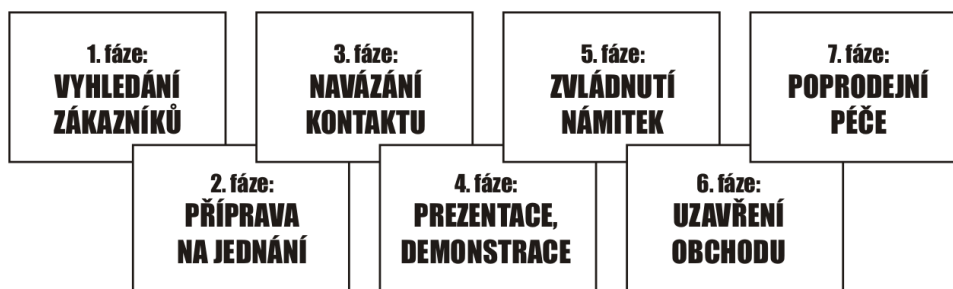 1. fáze:
VYHLEDÁNÍ
ZÁKAZNÍKŮ
2. fáze:
PŘÍPRAVA
NA JEDNÁNÍ
3. fáze:
NAVÁZÁNÍ
KONTAKTU
4. fáze:
PREZENTACE,
DEMONSTRACE
5. fáze:
ZVLÁDNUTÍ
NÁMITEK
6. fáze:
UZAVŘENÍ
OBCHODU
7. fáze:
POPRODEJNÍ
PÉČE